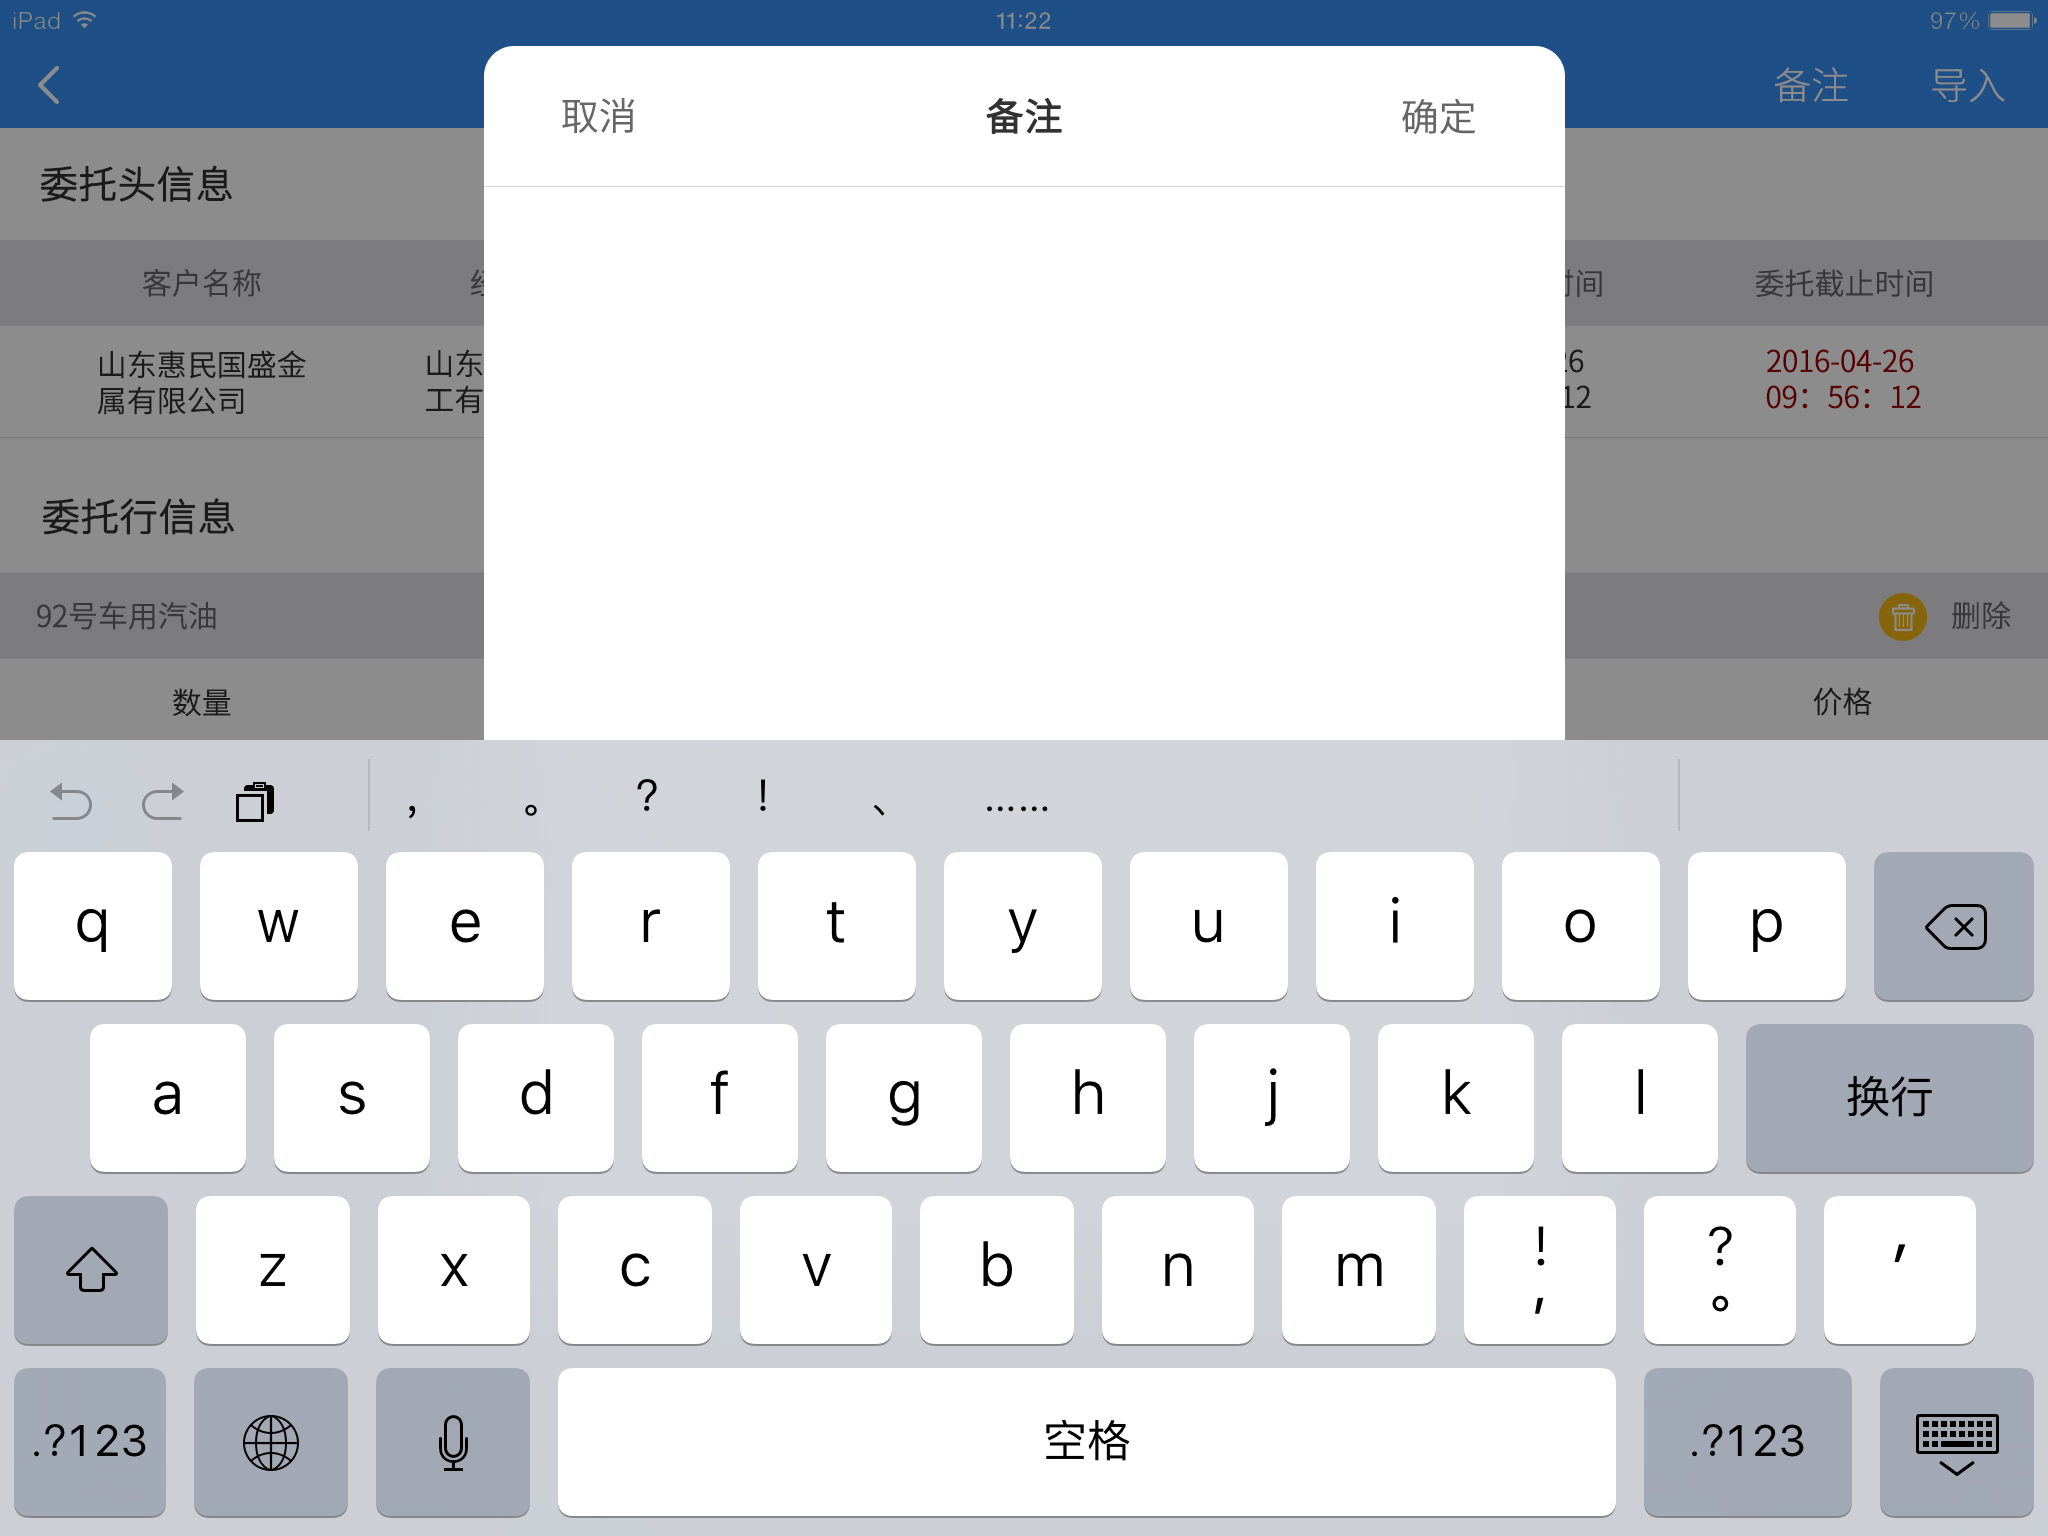 iPad 11:22 97%
备注 导入
取消 备注 确定
委托头信息
客户名称 时间 委托截止时间
山东惠民国盛金 山东 26 2016-04-26
属有限公司 工有 12 09：56：12
委托行信息
92号车用汽油 删除
数量 价格
， 。 ? ! 、 ……
q w e r t y u i o p
a s d f g h j k l 换行
z x c v b n m ! , ? 。 ′
.?123 空格 .?123